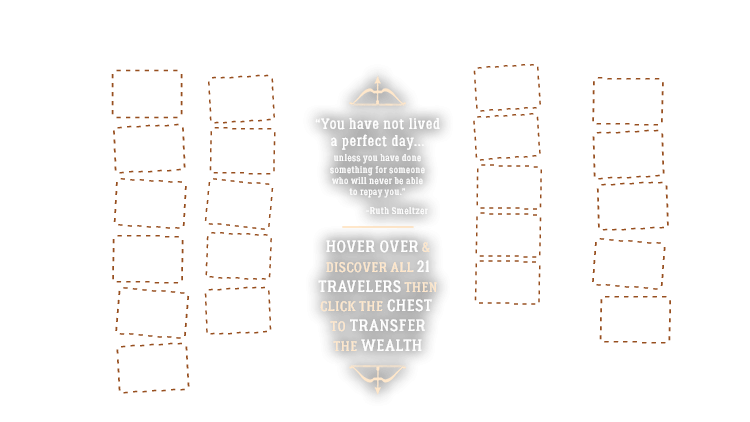 “You have not lived
a perfect day...
unless you have done
something for someone
who will never be able
to repay you.”
-Ruth Smeltzer
HOVER OVER &
DISCOVER ALL 21
TRAVELERS THEN
CLICK THE CHEST
TO TRANSFER
THE WEALTH